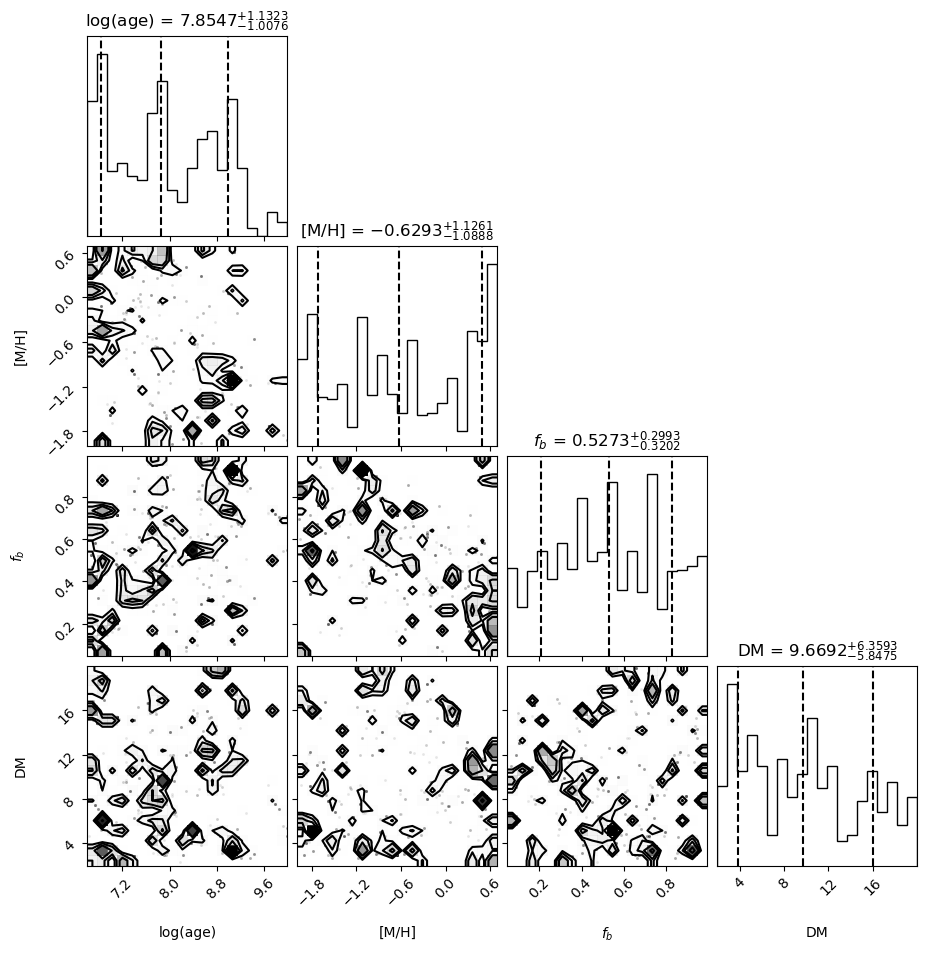 log(age) = 7.8547+1.1323−1.0076
[M/H] = −0.6293+1.1261−1.0888
0.6
0.0
−0.6
−1.2
−1.8
[M/H]
fb = 0.5273+0.2993−0.3202
0.8
0.6
0.4
0.2
fb
DM = 9.6692+6.3593−5.8475
16
12
8
4
DM
7.2 8.0 8.8 9.6 −1.8 −1.2 −0.6 0.0 0.6 0.2 0.4 0.6 0.8 4 8 12 16
log(age) [M/H] fb DM